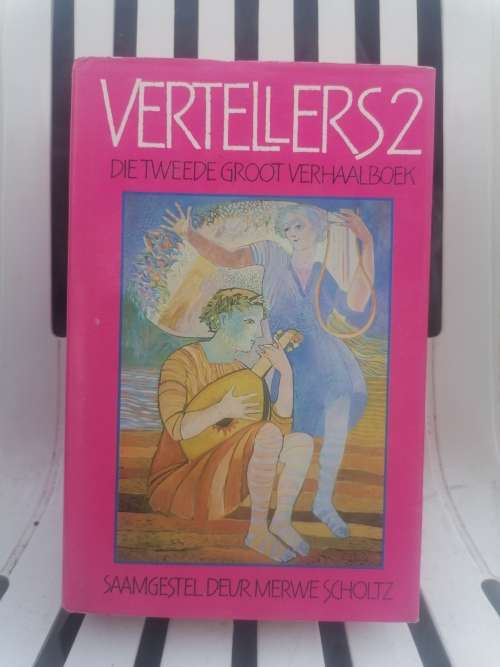 VERTELLERS 2
DIE TWEEDE GROOT VERHAALBOEK
SAAMGESTEL DEUR MERWE SCHOLTZ